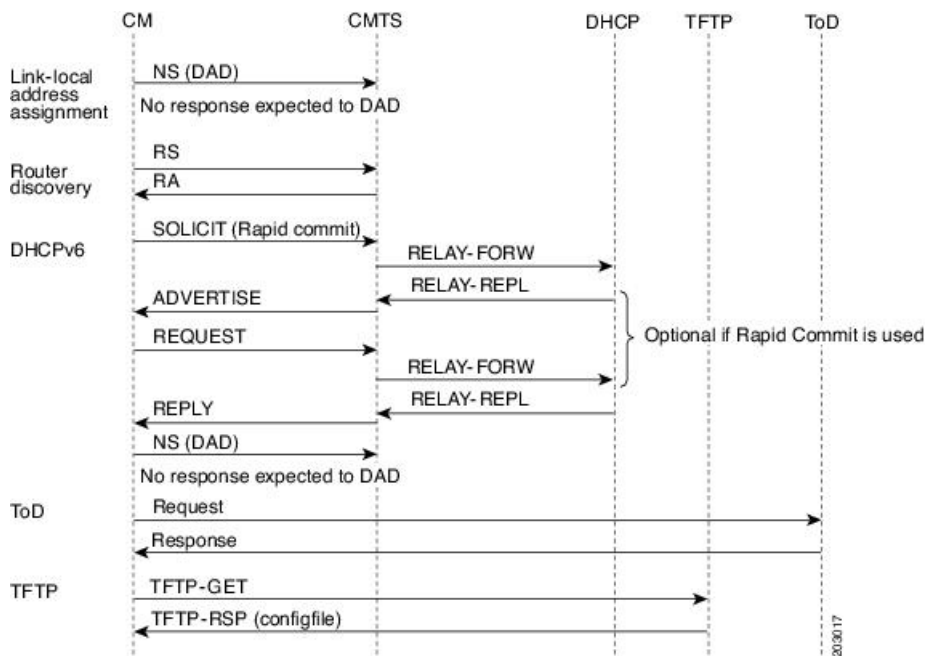 CM CMTS DHCP TFTP ToD
Link-local
address
assignment
NS (DAD)
No response expected to DAD
Router
discovery
RS
RA
DHCPv6
SOLICIT (Rapid commit)
RELAY-FORW
RELAY-REPL
ADVERTISE
Optional if Rapid Commit is used
REQUEST
RELAY-FORW
RELAY-REPL
REPLY
NS (DAD)
No response expected to DAD
ToD
Request
Response
TFTP
TFTP-GET
TFTP-RSP (configfile)
203017